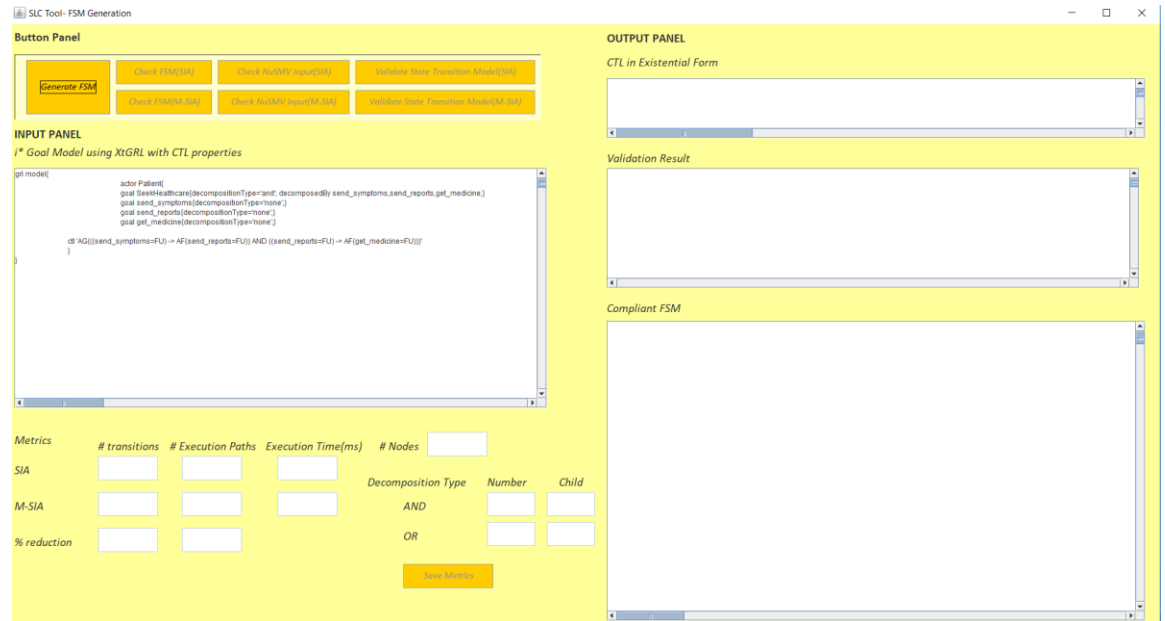 SLC Tool- FSM Generation
Button Panel
Generate FSM
Check FSM(SIA)
Check NuSMV Input(SIA)
Validate State Transition Model(SIA)
Check FSM(M-SIA)
Check NuSMV Input(M-SIA)
Validate State Transition Model(M-SIA)
INPUT PANEL
i* Goal Model using XtGRL with CTL properties
grl model{
actor Patient{
goal SeekHealthcare{decompositionType='and'; decomposedBy send_symptoms,send_reports,get_medicine;}
goal send_symptoms{decompositionType='none';}
goal send_reports{decompositionType='none';}
goal get_medicine{decompositionType='none';}
ctl 'AG(((send_symptoms=FU) -> AF(send_reports=FU)) AND ((send_reports=FU) -> AF(get_medicine=FU)))'
}
}
Metrics
# transitions # Execution Paths Execution Time(ms) # Nodes
SIA
Decomposition Type Number Child
M-SIA
AND
OR
% reduction
Save Metrics
OUTPUT PANEL
CTL in Existential Form
Validation Result
Compliant FSM